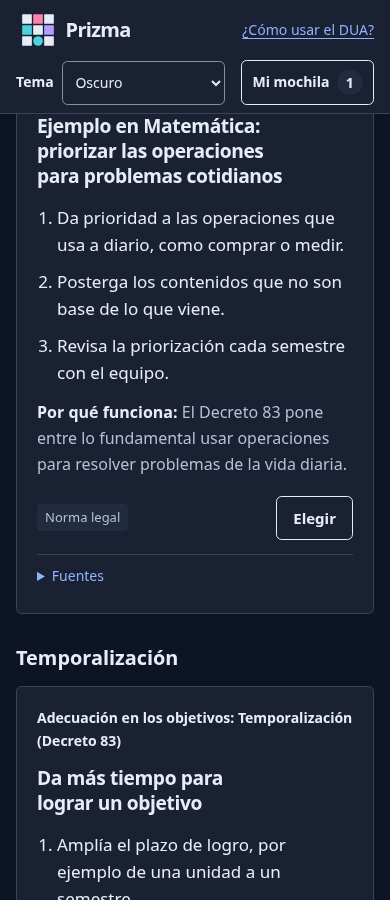 Prizma
¿Cómo usar el DUA?
Tema
Oscuro
Mi mochila 1
Ejemplo en Matemática:
priorizar las operaciones
para problemas cotidianos
1. Da prioridad a las operaciones que
usa a diario, como comprar o medir.
2. Posterga los contenidos que no son
base de lo que viene.
3. Revisa la priorización cada semestre
con el equipo.
Por qué funciona: El Decreto 83 pone
entre lo fundamental usar operaciones
para resolver problemas de la vida diaria.
Norma legal
Elegir
Fuentes
Temporalización
Adecuación en los objetivos: Temporalización
(Decreto 83)
Da más tiempo para
lograr un objetivo
1. Amplía el plazo de logro, por
ejemplo de una unidad a un
semestre.